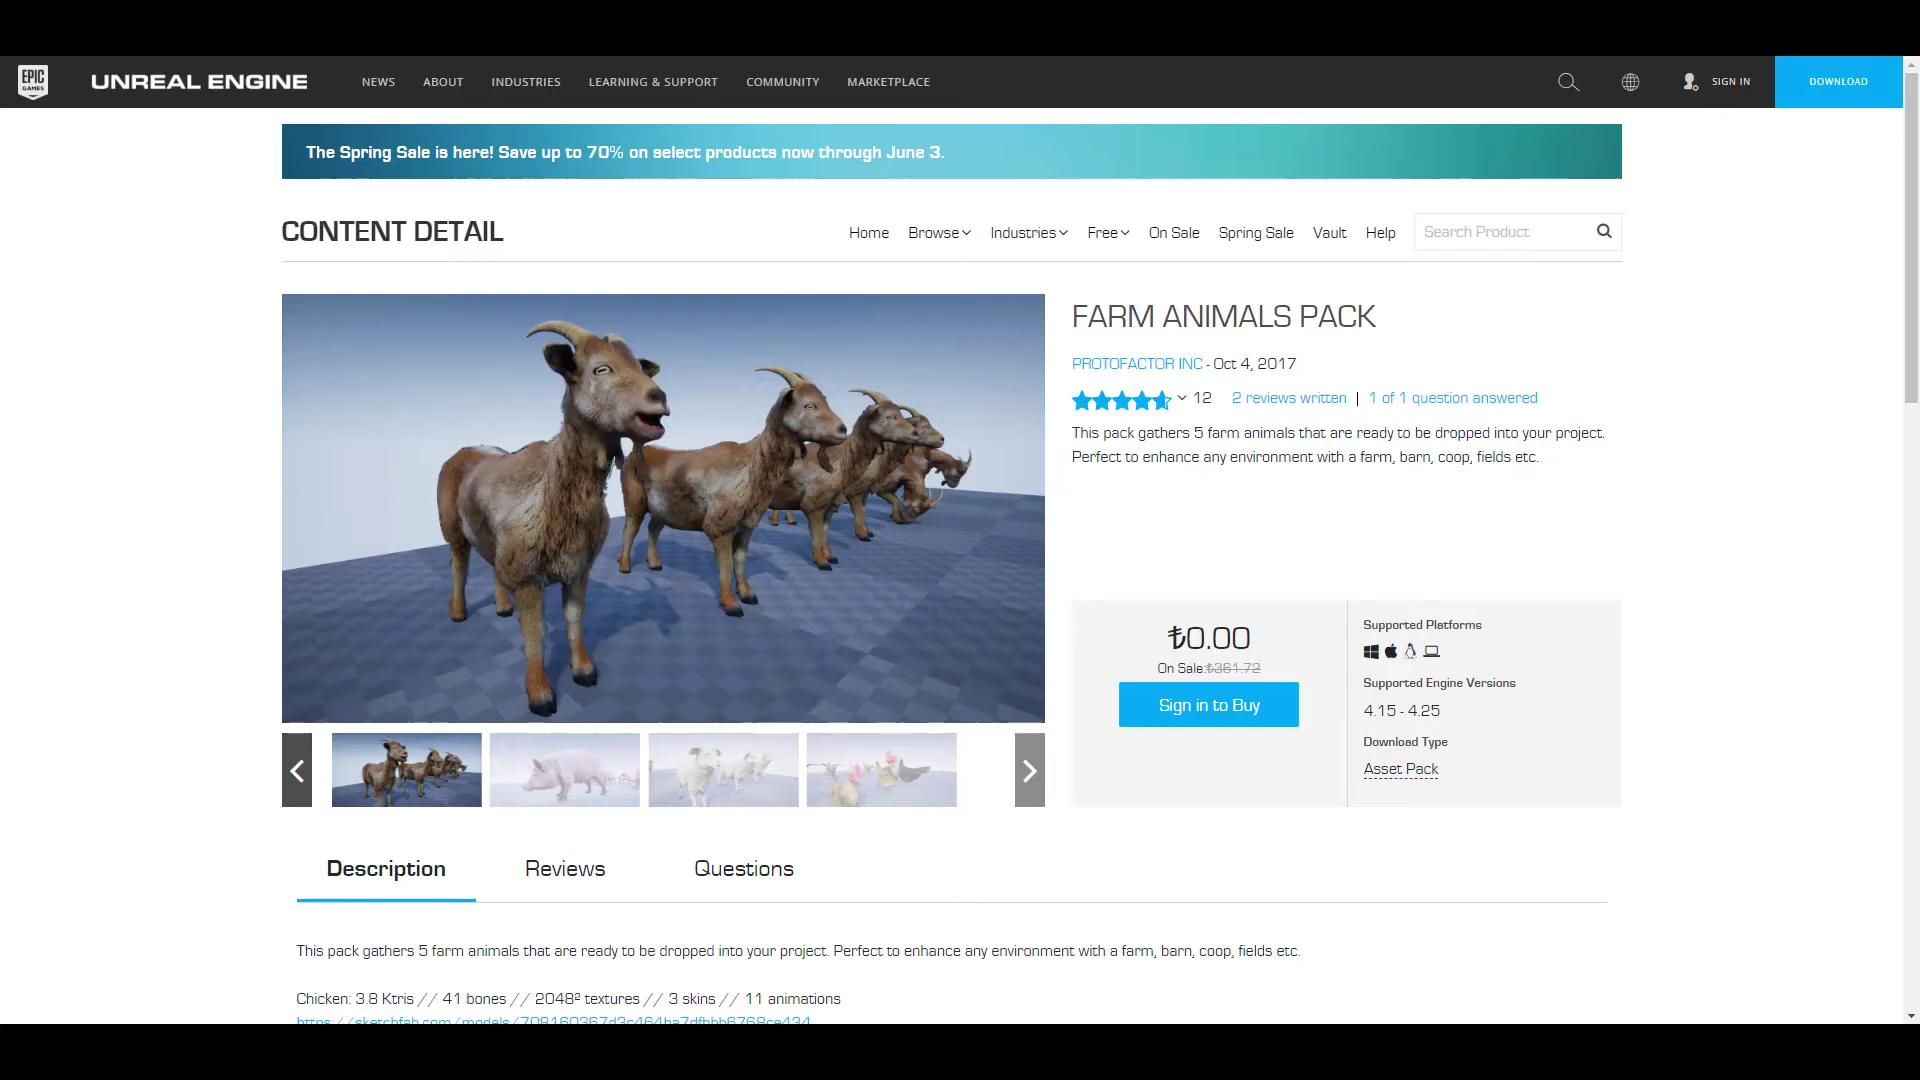 EPIC GAMES
UNREAL ENGINE
NEWS
ABOUT
INDUSTRIES
LEARNING & SUPPORT
COMMUNITY
MARKETPLACE
SIGN IN
DOWNLOAD
The Spring Sale is here! Save up to 70% on select products now through June 3.
CONTENT DETAIL
Home
Browse
Industries
Free
On Sale
Spring Sale
Vault
Help
Search Product
FARM ANIMALS PACK
PROTOFACTOR INC - Oct 4, 2017
12
2 reviews written | 1 of 1 question answered
This pack gathers 5 farm animals that are ready to be dropped into your project.
Perfect to enhance any environment with a farm, barn, coop, fields etc.
₺0.00
On Sale:₺361.72
Sign in to Buy
Supported Platforms
Supported Engine Versions
4.15 - 4.25
Download Type
Asset Pack
Description
Reviews
Questions
This pack gathers 5 farm animals that are ready to be dropped into your project. Perfect to enhance any environment with a farm, barn, coop, fields etc.
Chicken: 3.8 Ktris // 41 bones // 2048² textures // 3 skins // 11 animations